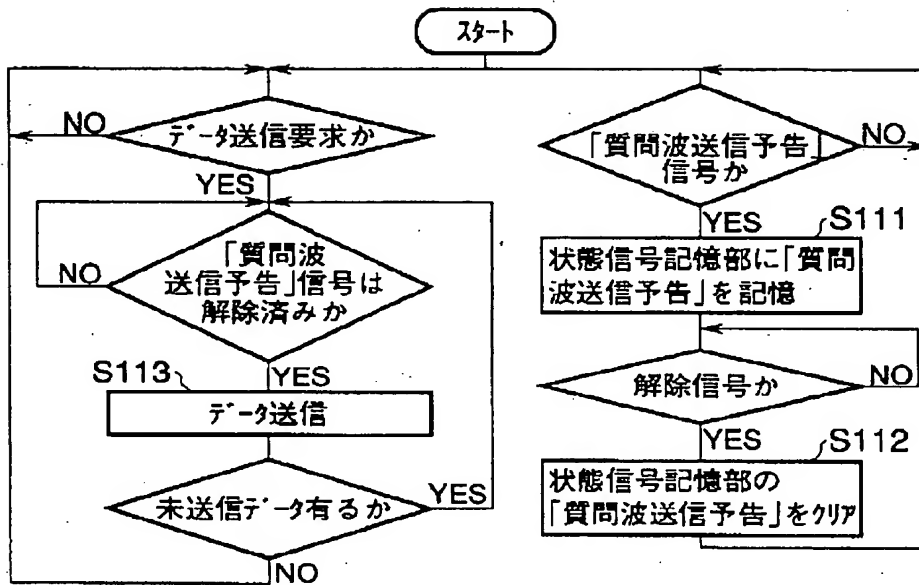 スタート
データ送信要求か
NO
YES
「質問波
送信予告」信号は
解除済みか
NO
YES
S113
データ送信
未送信データ有るか
YES
NO
「質問波送信予告」
信号か
NO
YES
S111
状態信号記憶部に「質問
波送信予告」を記憶
解除信号か
NO
YES
S112
状態信号記憶部の
「質問波送信予告」をクリア